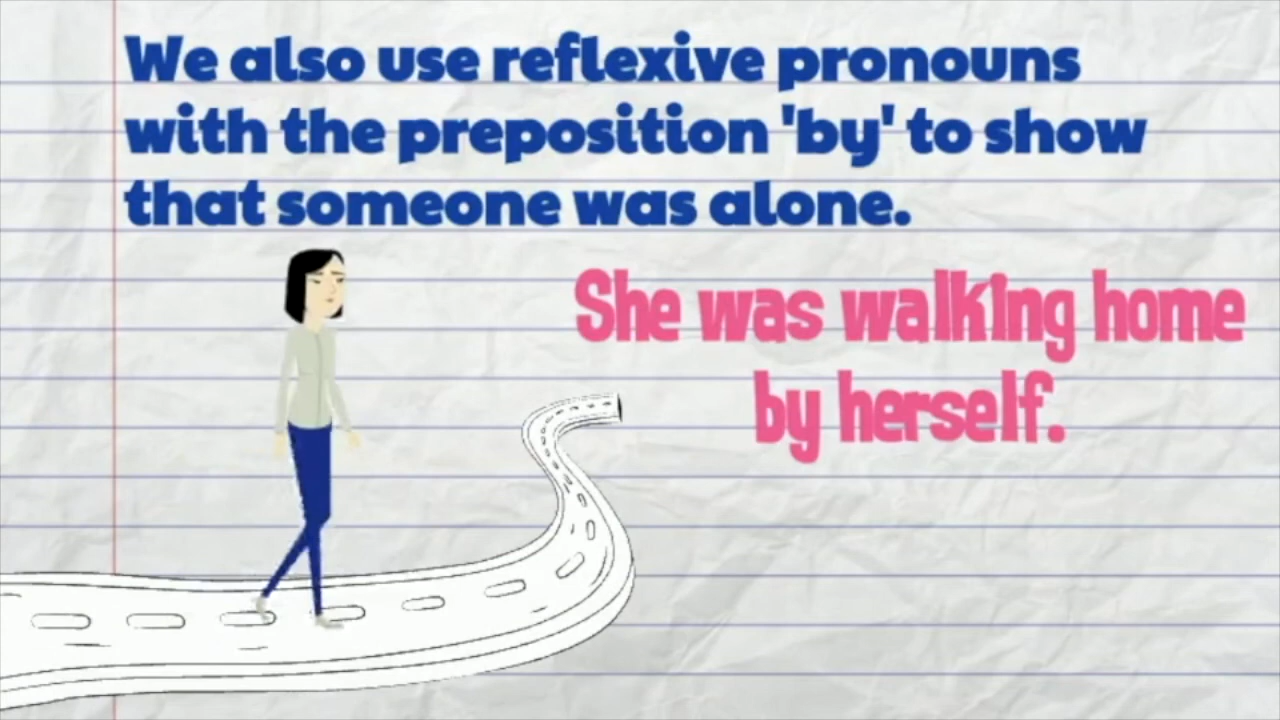 We also use reflexive pronouns
with the preposition 'by' to show
that someone was alone.
She was walking home
by herself.